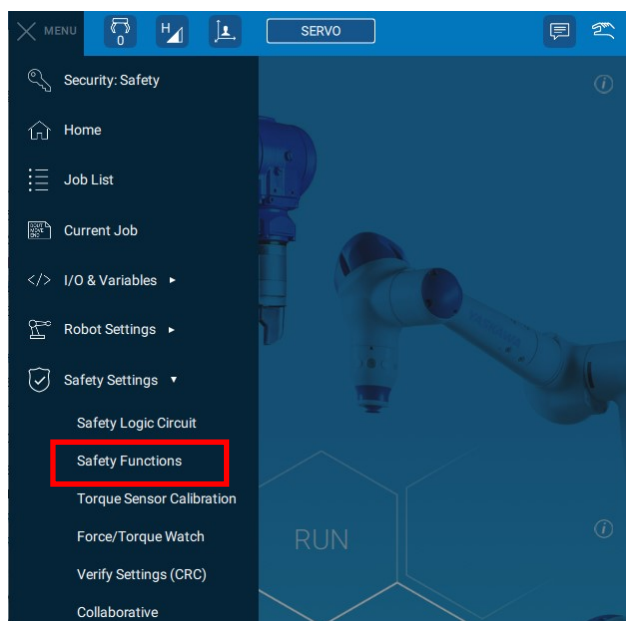 MENU
0
H
SERVO
Security: Safety
Home
Job List
Current Job
</> I/O & Variables
Robot Settings
Safety Settings
Safety Logic Circuit
Safety Functions
Torque Sensor Calibration
Force/Torque Watch
RUN
Verify Settings (CRC)
Collaborative